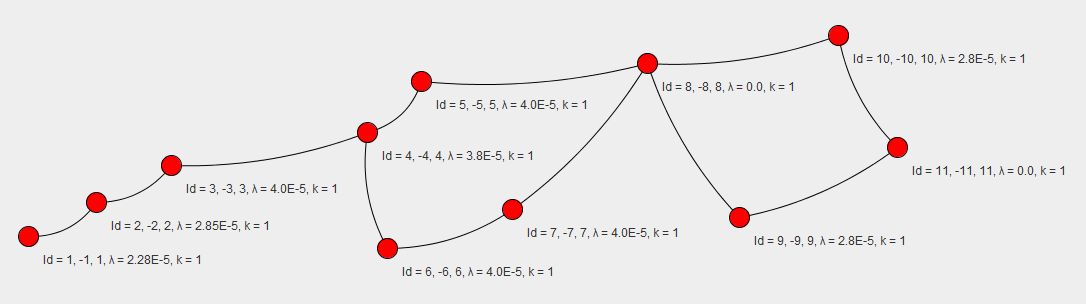 Id = 10, -10, 10, λ = 2.8E-5, k = 1
Id = 8, -8, 8, λ = 0.0, k = 1
Id = 5, -5, 5, λ = 4.0E-5, k = 1
Id = 4, -4, 4, λ = 3.8E-5, k = 1
Id = 11, -11, 11, λ = 0.0, k = 1
Id = 3, -3, 3, λ = 4.0E-5, k = 1
Id = 2, -2, 2, λ = 2.85E-5, k = 1
Id = 7, -7, 7, λ = 4.0E-5, k = 1
Id = 9, -9, 9, λ = 2.8E-5, k = 1
Id = 1, -1, 1, λ = 2.28E-5, k = 1
Id = 6, -6, 6, λ = 4.0E-5, k = 1